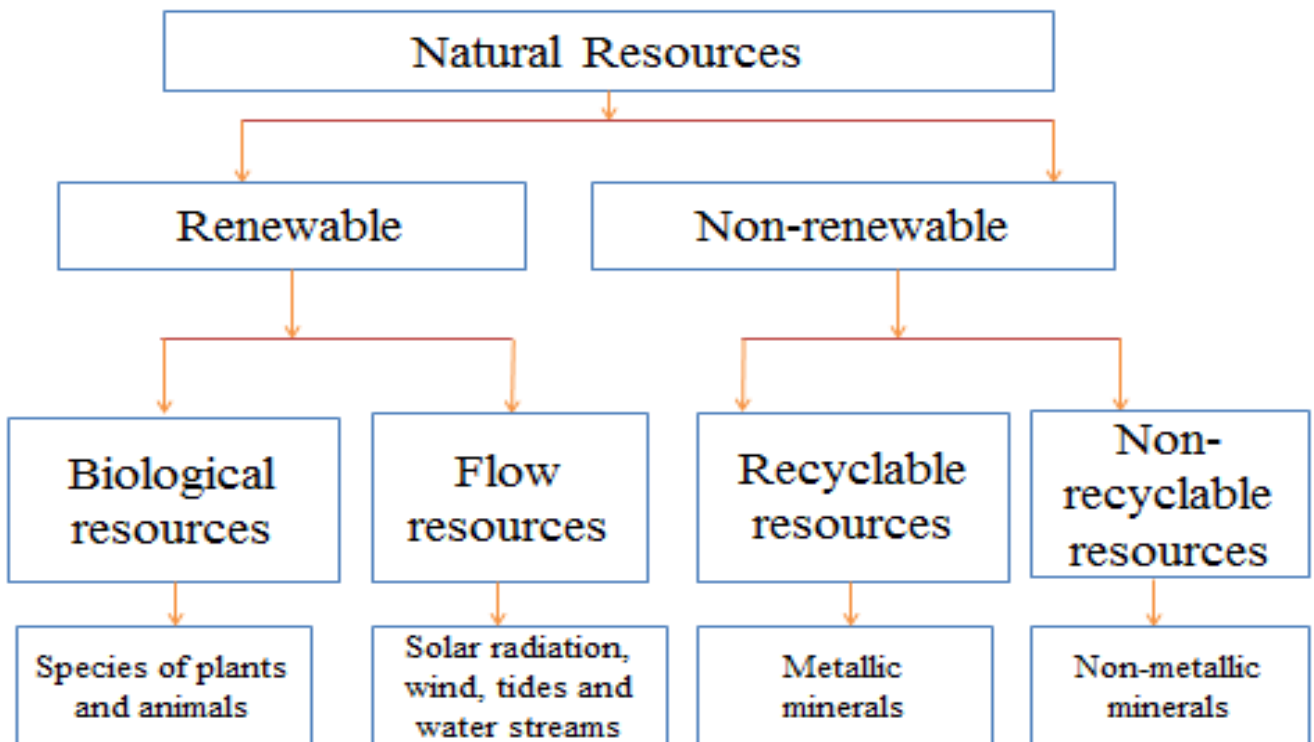 Natural Resources
Renewable
Non-renewable
Biological
resources
Flow
resources
Recyclable
resources
Non-
recyclable
resources
Species of plants
and animals
Solar radiation,
wind, tides and
water streams
Metallic
minerals
Non-metallic
minerals